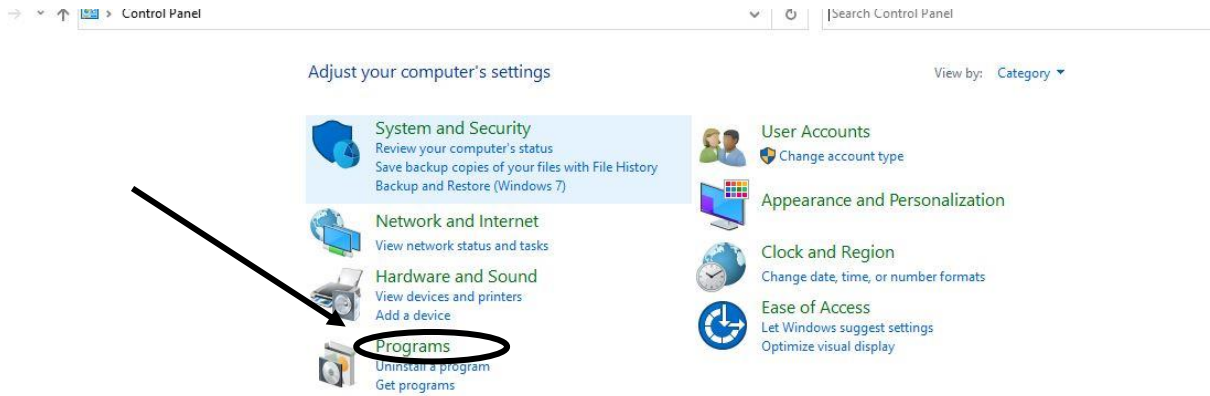 Control Panel
Search Control Panel
Adjust your computer's settings
View by: Category
System and Security
Review your computer's status
Save backup copies of your files with File History
Backup and Restore (Windows 7)
Network and Internet
View network status and tasks
Hardware and Sound
View devices and printers
Add a device
Programs
Uninstall a program
Get programs
User Accounts
Change account type
Appearance and Personalization
Clock and Region
Change date, time, or number formats
Ease of Access
Let Windows suggest settings
Optimize visual display